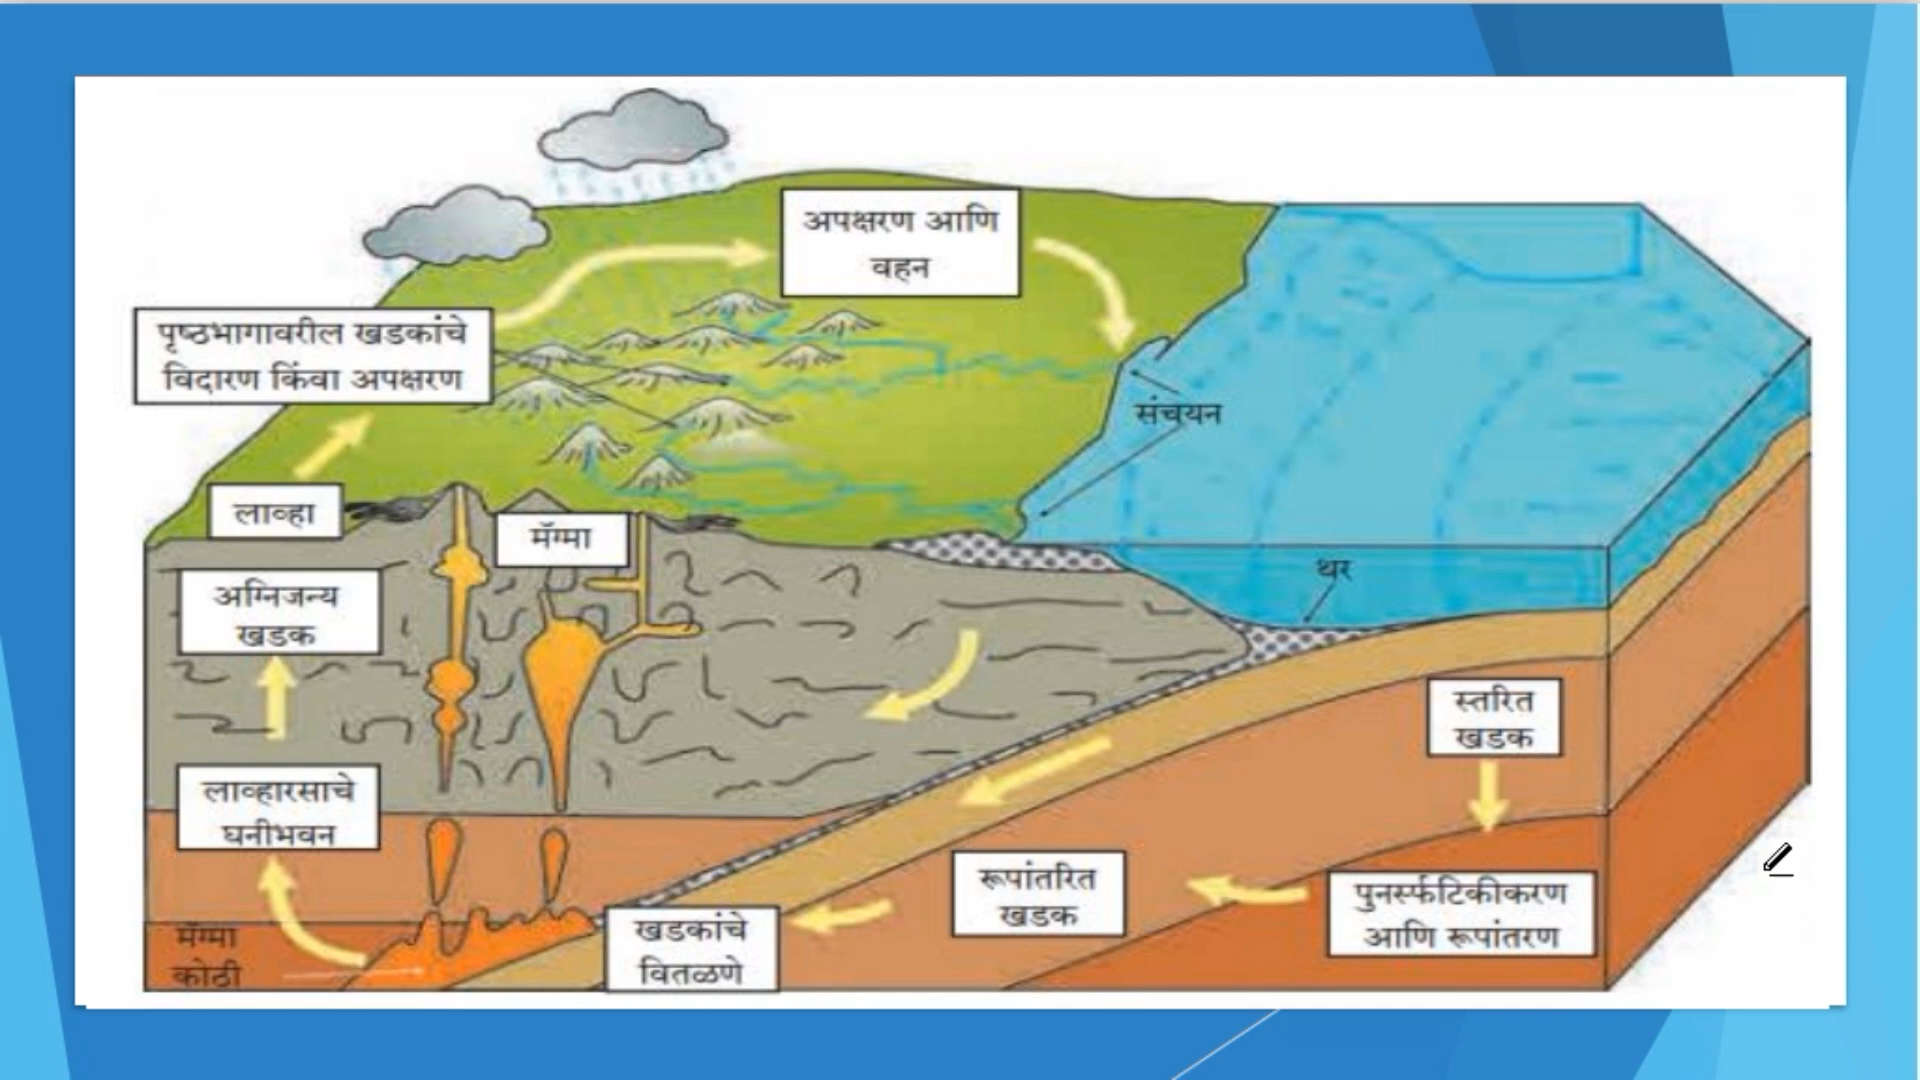 अपक्षरण आणि
वहन
पृष्ठभागावरील खडकांचे
विदारण किंवा अपक्षरण
संचयन
लाव्हा
मॅग्मा
थर
अग्निजन्य
खडक
स्तरित
खडक
लाव्हारसाचे
घनीभवन
रूपांतरित
खडक
पुनर्स्फटिकीकरण
आणि रूपांतरण
खडकांचे
वितळणे
मॅग्मा
कोठी